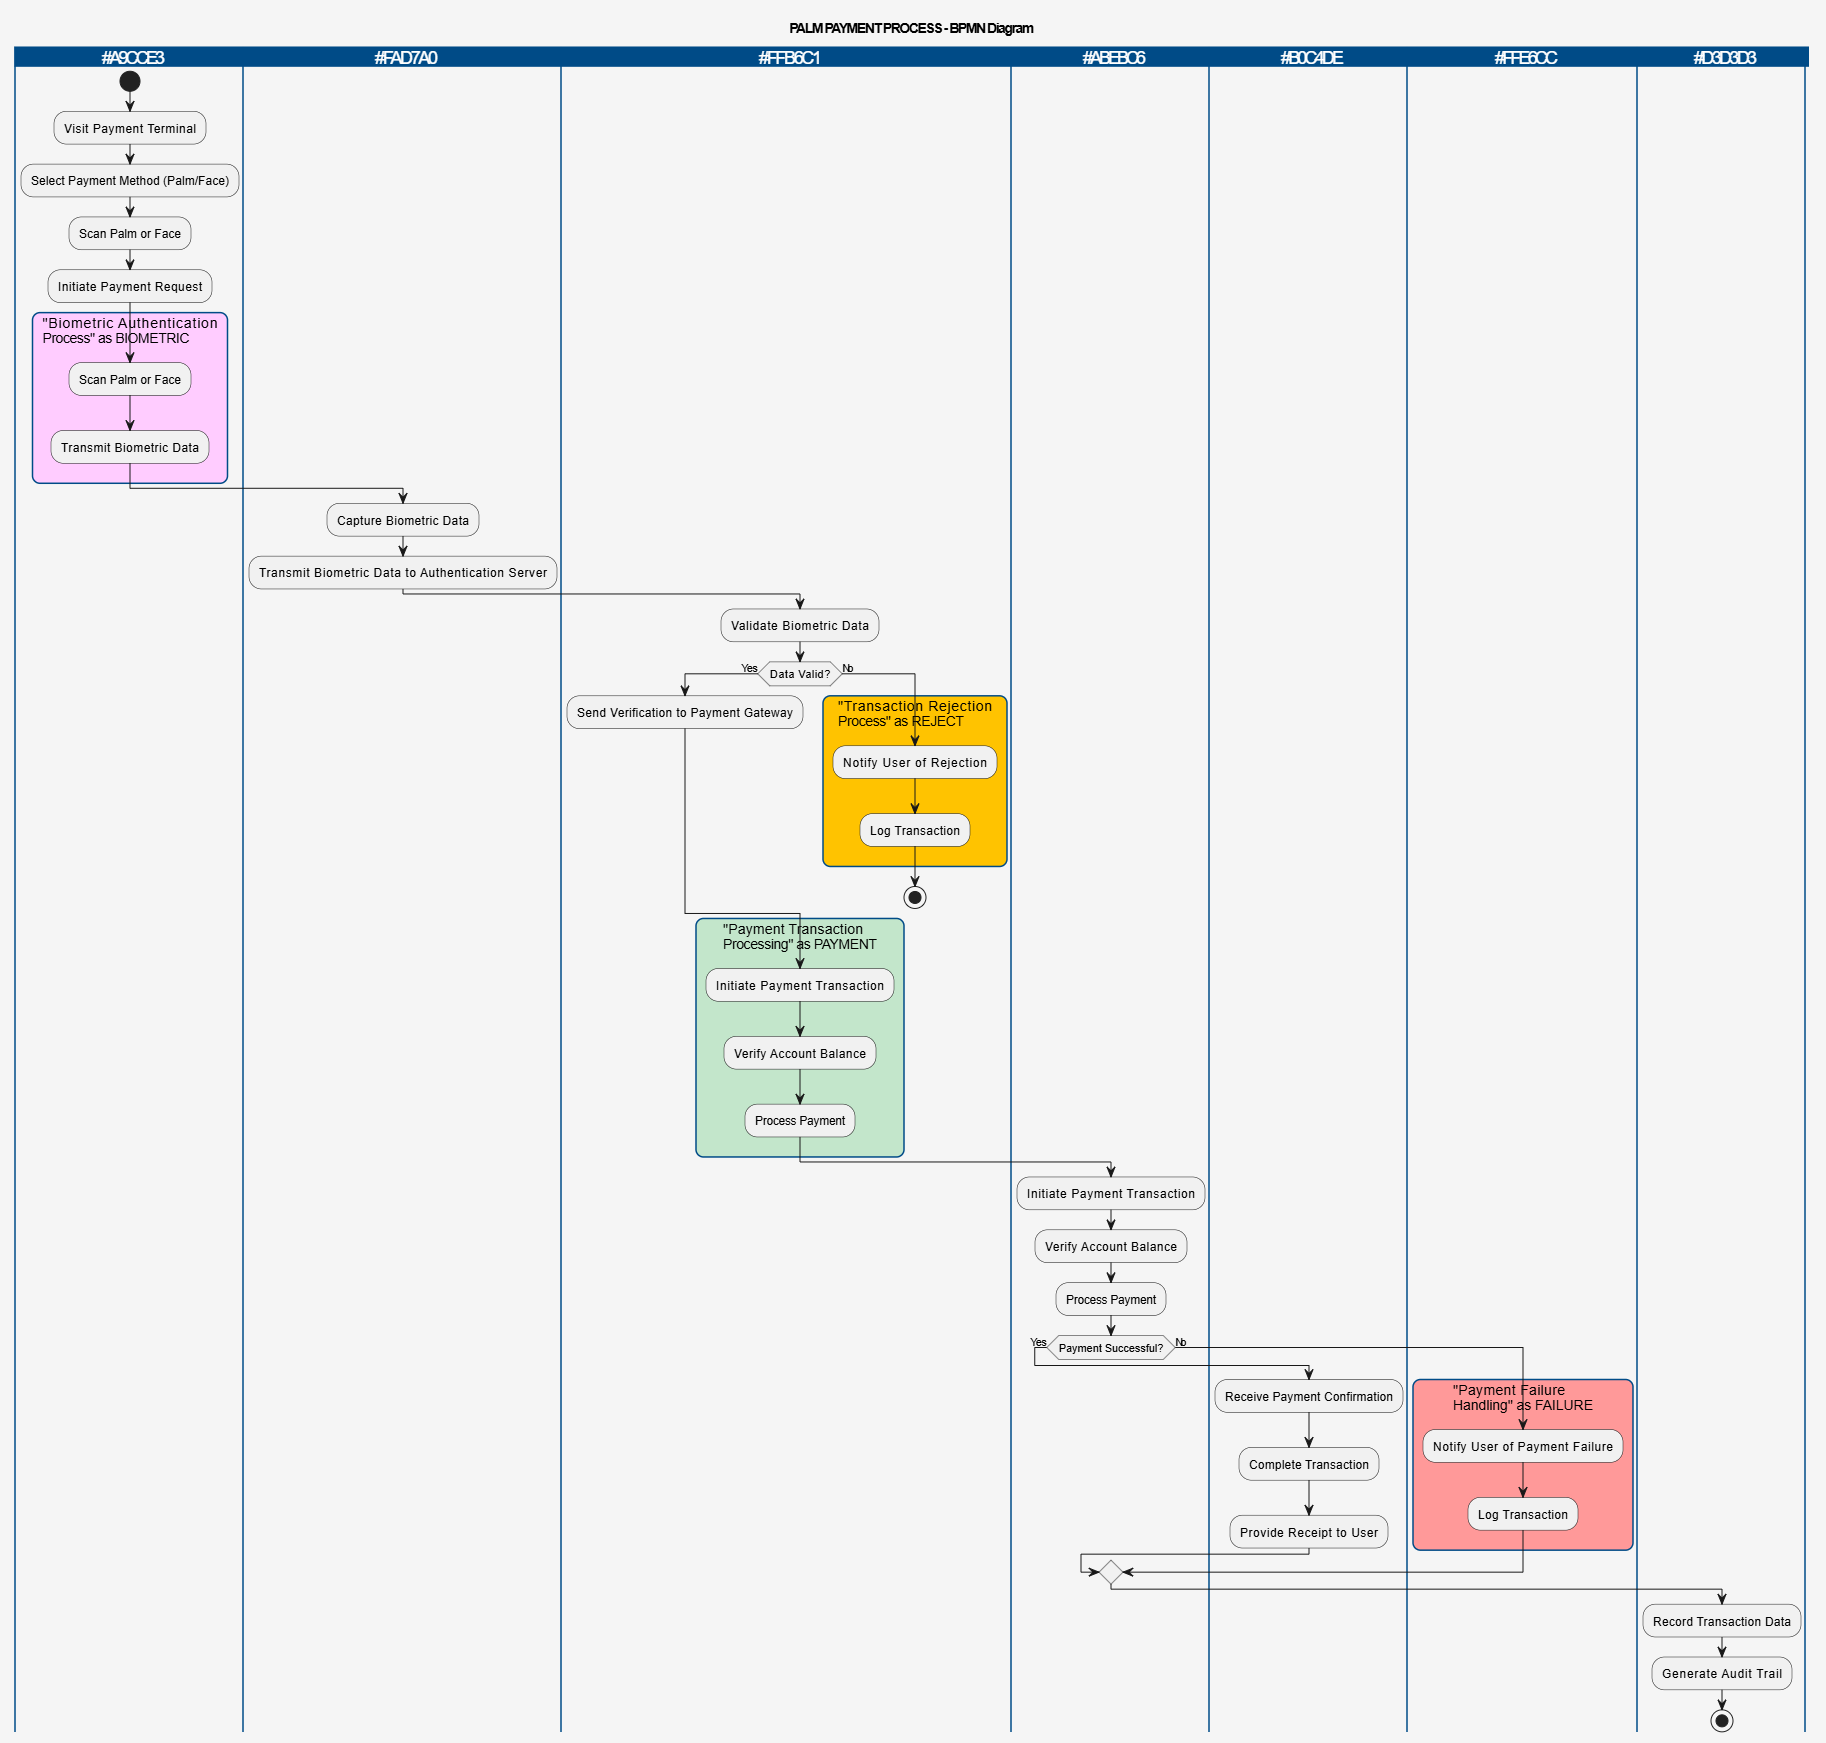 PALM PAYMENT PROCESS - BPMN Diagram
#A9CCE3
#FAD7A0
#FFB6C1
#ABEBC6
#B0C4DE
#FFE6CC
#D3D3D3
Visit Payment Terminal
Select Payment Method (Palm/Face)
Scan Palm or Face
Initiate Payment Request
"Biometric Authentication
Process" as BIOMETRIC
Scan Palm or Face
Transmit Biometric Data
Capture Biometric Data
Transmit Biometric Data to Authentication Server
Validate Biometric Data
Yes
Data Valid?
No
Send Verification to Payment Gateway
"Transaction Rejection
Process" as REJECT
Notify User of Rejection
Log Transaction
"Payment Transaction
Processing" as PAYMENT
Initiate Payment Transaction
Verify Account Balance
Process Payment
Initiate Payment Transaction
Verify Account Balance
Process Payment
Yes
Payment Successful?
No
Receive Payment Confirmation
Complete Transaction
Provide Receipt to User
"Payment Failure
Handling" as FAILURE
Notify User of Payment Failure
Log Transaction
Record Transaction Data
Generate Audit Trail